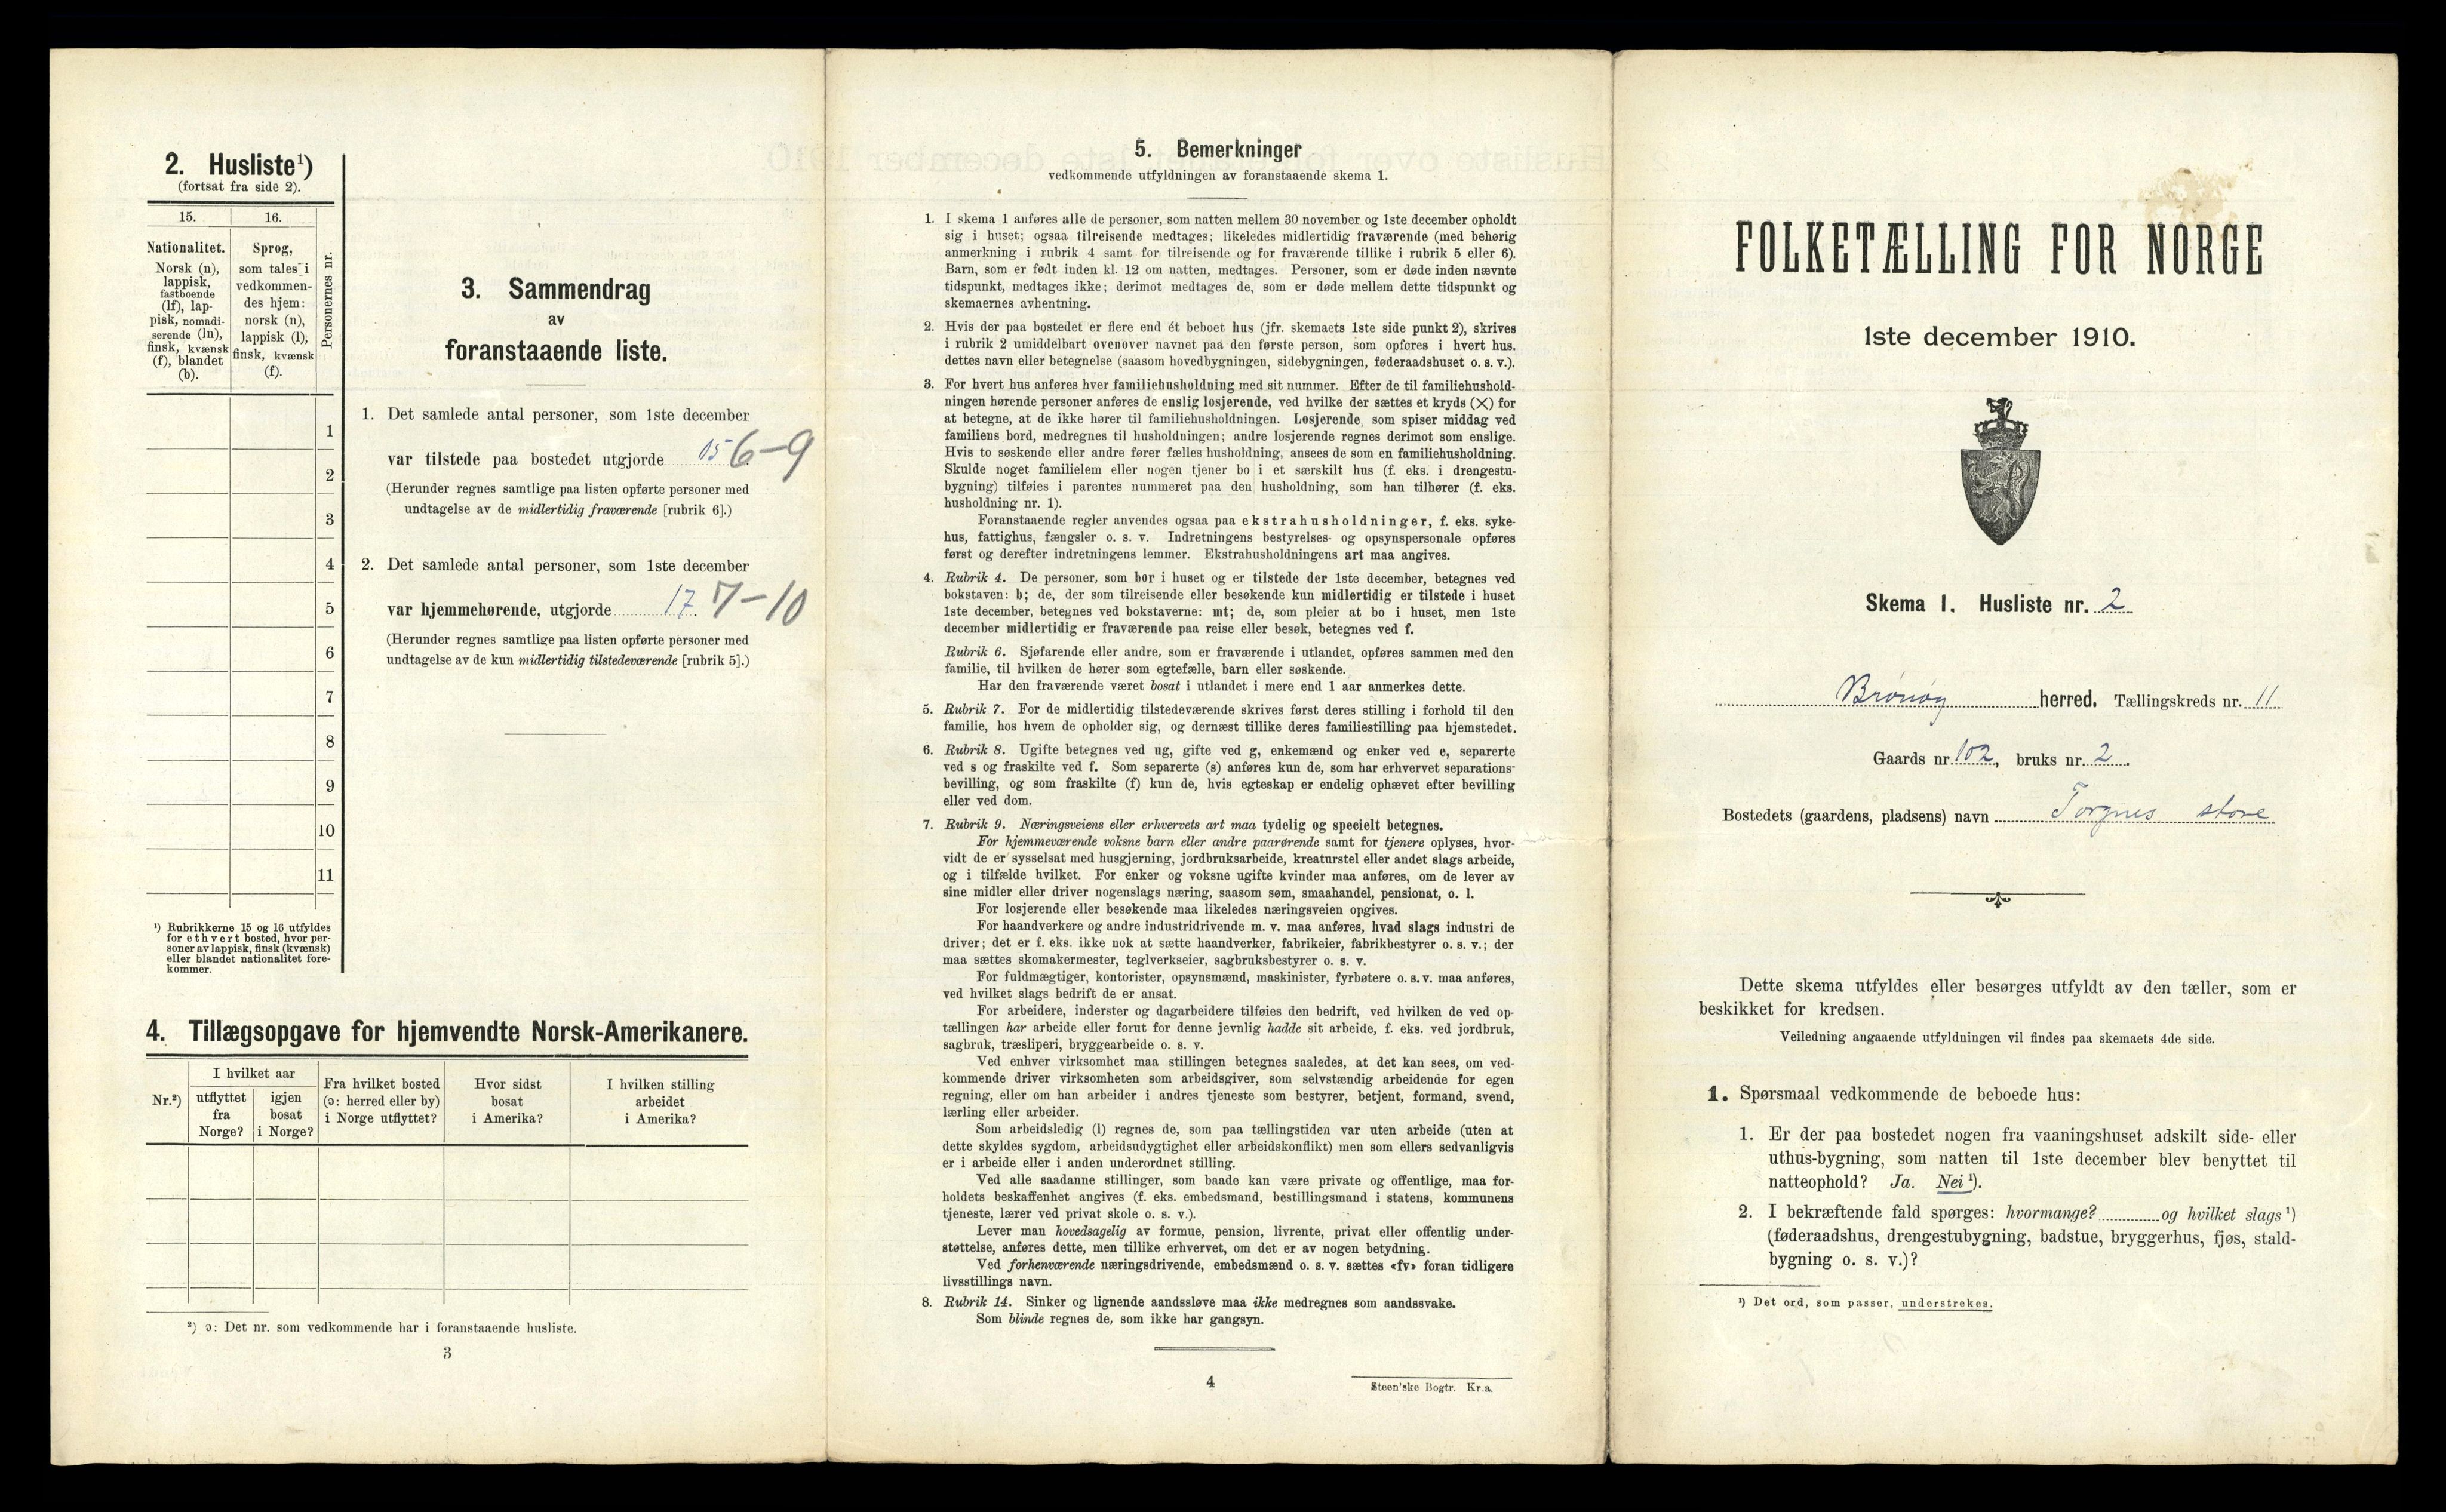 2. Husliste¹)
(fortsat fra side 2).
15.
16.
Personernes nr.
Nationalitet.
Norsk (n),
lappisk,
fastboende
(lf), lap-
pisk, nomadi-
serende (ln),
finsk, kvænsk
(f), blandet
(b).
Sprog,
som tales i
vedkommen-
des hjem:
norsk (n),
lappisk (l),
finsk, kvænsk
(f).
1
2
3
4
5
6
7
8
9
10
11
¹) Rubrikkerne 15 og 16 utfyldes
for ethvert bosted, hvor per-
soner av lappisk, finsk (kvænsk)
eller blandet nationalitet fore-
kommer.
3. Sammendrag
av
foranstaaende liste.
1. Det samlede antal personer, som 1ste december
var tilstede paa bostedet utgjorde 15 6-9
(Herunder regnes samtlige paa listen opførte personer med
undtagelse av de midlertidig fraværende [rubrik 6].)
2. Det samlede antal personer, som 1ste december
var hjemmehørende, utgjorde 17. 7-10
(Herunder regnes samtlige paa listen opførte personer med
undtagelse av de kun midlertidig tilstedeværende [rubrik 5].)
4. Tillægsopgave for hjemvendte Norsk-Amerikanere.
Nr.²)
I hvilket aar
utflyttet
fra
Norge?
igjen
bosat
i Norge?
Fra hvilket bosted
(ɔ: herred eller by)
i Norge utflyttet?
Hvor sidst
bosat
i Amerika?
I hvilken stilling
arbeidet
i Amerika?
²) ɔ: Det nr. som vedkommende har i foranstaaende husliste.
3
5. Bemerkninger
vedkommende utfyldningen av foranstaaende skema 1.
1. I skema 1 anføres alle de personer, som natten mellem 30 november og 1ste december opholdt
sig i huset; ogsaa tilreisende medtages; likeledes midlertidig fraværende (med behørig
anmerkning i rubrik 4 samt for tilreisende og for fraværende tillike i rubrik 5 eller 6).
Barn, som er født inden kl. 12 om natten, medtages. Personer, som er døde inden nævnte
tidspunkt, medtages ikke; derimot medtages de, som er døde mellem dette tidspunkt og
skemaernes avhentning.
2. Hvis der paa bostedet er flere end ét beboet hus (jfr. skemaets 1ste side punkt 2), skrives
i rubrik 2 umiddelbart ovenover navnet paa den første person, som opføres i hvert hus,
dettes navn eller betegnelse (saasom hovedbygningen, sidebygningen, føderaadshuset o. s. v.).
3. For hvert hus anføres hver familiehusholdning med sit nummer. Efter de til familiehushold-
ningen hørende personer anføres de enslig losjerende, ved hvilke der sættes et kryds (✕) for
at betegne, at de ikke hører til familiehusholdningen. Losjerende som spiser middag ved
familiens bord, medregnes til husholdningen; andre losjerende regnes derimot som enslige.
Hvis to søskende eller andre fører fælles husholdning, ansees de som en familiehusholdning.
Skulde noget familielem eller nogen tjener bo i et særskilt hus (f. eks. i drengestu-
bygning) tilføies i parentes nummeret paa den husholdning, som han tilhører (f. eks.
husholdning nr. 1).
Foranstaaende regler anvendes ogsaa paa ekstrahusholdninger, f. eks. syke-
hus, fattighus, fængsler o. s. v. Indretningens bestyrelses- og opsynspersonale opføres
først og derefter indretningens lemmer. Ekstrahusholdningens art maa angives.
4. Rubrik 4. De personer, som bor i huset og er tilstede der 1ste december, betegnes ved
bokstaven: b; de, der som tilreisende eller besøkende kun midlertidig er tilstede i huset
1ste december, betegnes ved bokstaverne: mt; de, som pleier at bo i huset, men 1ste
december midlertidig er fraværende paa reise eller besøk, betegnes ved f.
Rubrik 6. Sjøfarende eller andre, som er fraværende i utlandet, opføres sammen med den
familie, til hvilken de hører som egtefælle, barn eller søskende.
Har den fraværende været bosat i utlandet i mere end 1 aar anmerkes dette.
5. Rubrik 7. For de midlertidig tilstedeværende skrives først deres stilling i forhold til den
familie, hos hvem de opholder sig, og dernæst tillike deres familiestilling paa hjemstedet.
6. Rubrik 8. Ugifte betegnes ved ug, gifte ved g, enkemænd og enker ved e, separerte
ved s og fraskilte ved f. Som separerte (s) anføres kun de, som har erhvervet separations-
bevilling, og som fraskilte (f) kun de, hvis egteskap er endelig ophævet efter bevilling
eller ved dom.
7. Rubrik 9. Næringsveiens eller erhvervets art maa tydelig og specielt betegnes.
For hjemmeværende voksne barn eller andre paarørende samt for tjenere oplyses, hvor-
vidt de er sysselsat med husgjerning, jordbruksarbeide, kreaturstel eller andet slags arbeide,
og i tilfælde hvilket. For enker og voksne ugifte kvinder maa anføres, om de lever av
sine midler eller driver nogenslags næring, saasom søm, smaahandel, pensionat, o. l.
For losjerende eller besøkende maa likeledes næringsveien opgives.
For haandverkere og andre industridrivende m. v. maa anføres, hvad slags industri de
driver; det er f. eks. ikke nok at sætte haandverker, fabrikeier, fabrikbestyrer o. s. v.; der
maa sættes skomakermester, teglverkseier, sagbruksbestyrer o. s. v.
For fuldmægtiger, kontorister, opsynsmænd, maskinister, fyrbøtere o. s. v. maa anføres,
ved hvilket slags bedrift de er ansat.
For arbeidere, inderster og dagarbeidere tilføies den bedrift, ved hvilken de ved op-
tællingen har arbeide eller forut for denne jevnlig hadde sit arbeide, f. eks. ved jordbruk,
sagbruk, træsliperi, bryggearbeide o. s. v.
Ved enhver virksomhet maa stillingen betegnes saaledes, at det kan sees, om ved-
kommende driver virksomheten som arbeidsgiver, som selvstændig arbeidende for egen
regning, eller om han arbeider i andres tjeneste som bestyrer, betjent, formand, svend,
lærling eller arbeider.
Som arbeidsledig (l) regnes de, som paa tællingstiden var uten arbeide (uten at
dette skyldes sygdom, arbeidsudygtighet eller arbeidskonflikt) men som ellers sedvanligvis
er i arbeide eller i anden underordnet stilling.
Ved alle saadanne stillinger, som baade kan være private og offentlige, maa for-
holdets beskaffenhet angives (f. eks. embedsmand, bestillingsmand i statens, kommunens
tjeneste, lærer ved privat skole o. s. v.).
Lever man hovedsagelig av formue, pension, livrente, privat eller offentlig under-
støttelse, anføres dette, men tillike erhvervet, om det er av nogen betydning.
Ved forhenværende næringsdrivende, embedsmænd o. s. v. sættes «fv» foran tidligere
livsstillings navn.
8. Rubrik 14. Sinker og lignende aandssløve maa ikke medregnes som aandssvake.
Som blinde regnes de, som ikke har gangsyn.
4
Steen'ske Bogtr. Kr.a.
FOLKETÆLLING FOR NORGE
1ste december 1910.
Skema 1. Husliste nr. 2
Brønøy herred. Tællingskreds nr. 11
Gaards nr. 102, bruks nr. 2.
Bostedets (gaardens, pladsens) navn Torgnes store
Dette skema utfyldes eller besørges utfyldt av den tæller, som er
beskikket for kredsen.
Veiledning angaaende utfyldningen vil findes paa skemaets 4de side.
1. Spørsmaal vedkommende de beboede hus:
1. Er der paa bostedet nogen fra vaaningshuset adskilt side- eller
uthus-bygning, som natten til 1ste december blev benyttet til
natteophold? Ja. Nei ¹).
2. I bekræftende fald spørges: hvormange? og hvilket slags ¹)
(føderaadshus, drengestubygning, badstue, bryggerhus, fjøs, stald-
bygning o. s. v.)?
¹) Det ord, som passer, understrekes.